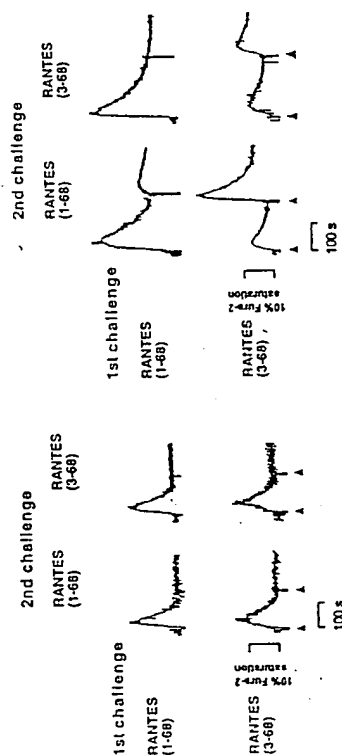 2nd challenge
RANTES
(1-68)
RANTES
(3-68)
1st challenge
RANTES
(1-68)
RANTES
(3-68)
10% Fura-2
saturation
100 s
2nd challenge
RANTES
(1-68)
RANTES
(3-68)
1st challenge
RANTES
(1-68)
RANTES
(3-68)
10% Fura-2
saturation
100 s